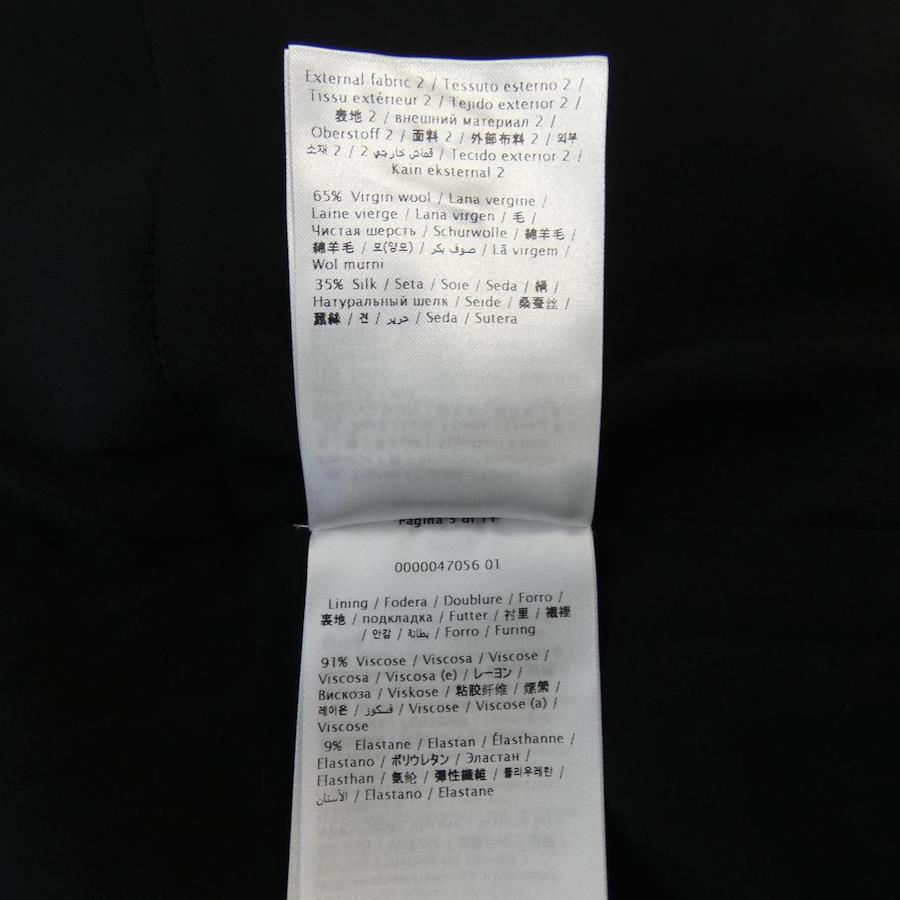 External fabric 2 / Tessuto esterno 2 /
Tissu extérieur 2 / Tejido exterior 2 /
表地 2 / внешний материал 2 /
Oberstoff 2 / 面料 2 / 外部布料 2 / 외부
소재 2 / 2 قماش خارجي / Tecido exterior 2 /
Kain eksternal 2
65% Virgin wool / Lana vergine /
Laine vierge / Lana virgen / 毛 /
Чистая шерсть / Schurwolle / 綿羊毛 /
綿羊毛 / 모(양모) / صوف بكر / Lã virgem /
Wol murni
35% Silk / Seta / Soie / Seda / 絹 /
Натуральный шелк / Seide / 桑蚕丝 /
蠶絲 / 견 / حرير / Seda / Sutera
Pagina 5 di 11
0000047056 01
Lining / Fodera / Doublure / Forro /
裏地 / подкладка / Futter / 衬里 / 襯裡
/ 안감 / بطانة / Forro / Furing
91% Viscose / Viscosa / Viscose /
Viscosa / Viscosa (e) / レーヨン /
Вискоза / Viskose / 粘胶纤维 / 嫘縈 /
레이온 / فسكوز / Viscose / Viscose (a) /
Viscose
9% Elastane / Elastan / Élasthanne /
Elastano / ポリウレタン / Эластан /
Elasthan / 氨纶 / 彈性纖維 / 폴리우레탄 /
الأستان / Elastano / Elastane